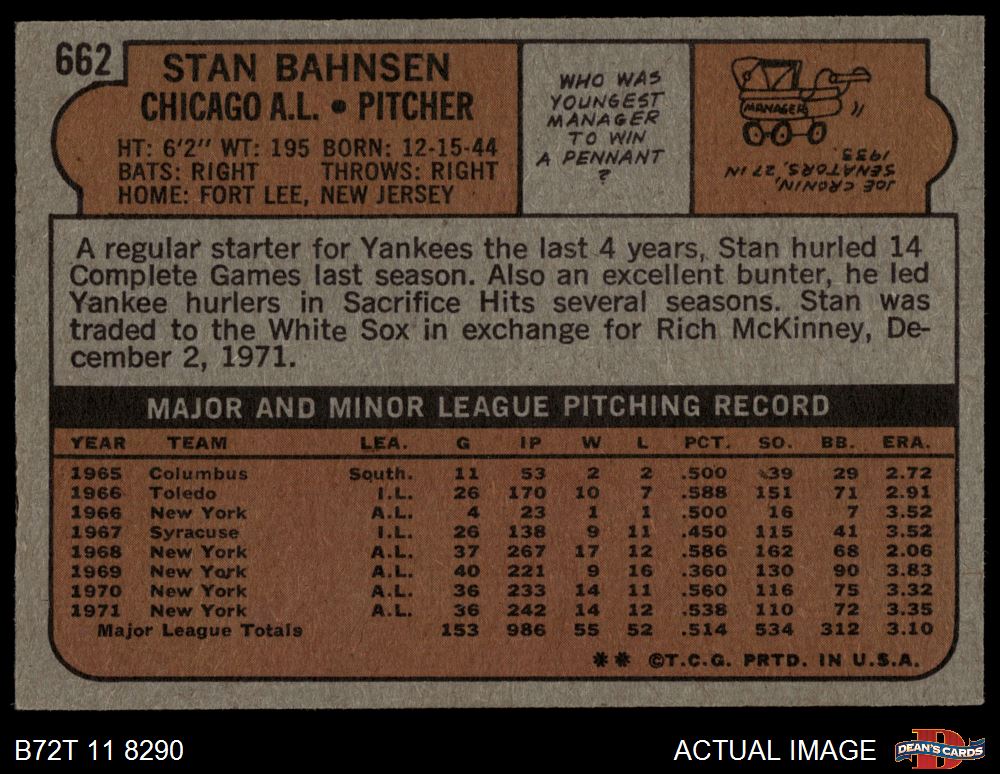 662
STAN BAHNSEN
CHICAGO A.L. • PITCHER
HT: 6'2" WT: 195 BORN: 12-15-44
BATS: RIGHT THROWS: RIGHT
HOME: FORT LEE, NEW JERSEY
WHO WAS
YOUNGEST
MANAGER
TO WIN
A PENNANT
?
MANAGER
JOE CRONIN,
SENATORS, 27 IN
1933.
A regular starter for Yankees the last 4 years, Stan hurled 14
Complete Games last season. Also an excellent bunter, he led
Yankee hurlers in Sacrifice Hits several seasons. Stan was
traded to the White Sox in exchange for Rich McKinney, De-
cember 2, 1971.
MAJOR AND MINOR LEAGUE PITCHING RECORD
YEAR TEAM LEA. G IP W L PCT. SO. BB. ERA.
1965 Columbus South. 11 53 2 2 .500 39 29 2.72
1966 Toledo I.L. 26 170 10 7 .588 151 71 2.91
1966 New York A.L. 4 23 1 1 .500 16 7 3.52
1967 Syracuse I.L. 26 138 9 11 .450 115 41 3.52
1968 New York A.L. 37 267 17 12 .586 162 68 2.06
1969 New York A.L. 40 221 9 16 .360 130 90 3.83
1970 New York A.L. 36 233 14 11 .560 116 75 3.32
1971 New York A.L. 36 242 14 12 .538 110 72 3.35
Major League Totals 153 986 55 52 .514 534 312 3.10
** ©T.C.G. PRTD. IN U.S.A.
B72T 11 8290
ACTUAL IMAGE
DEAN'S CARDS